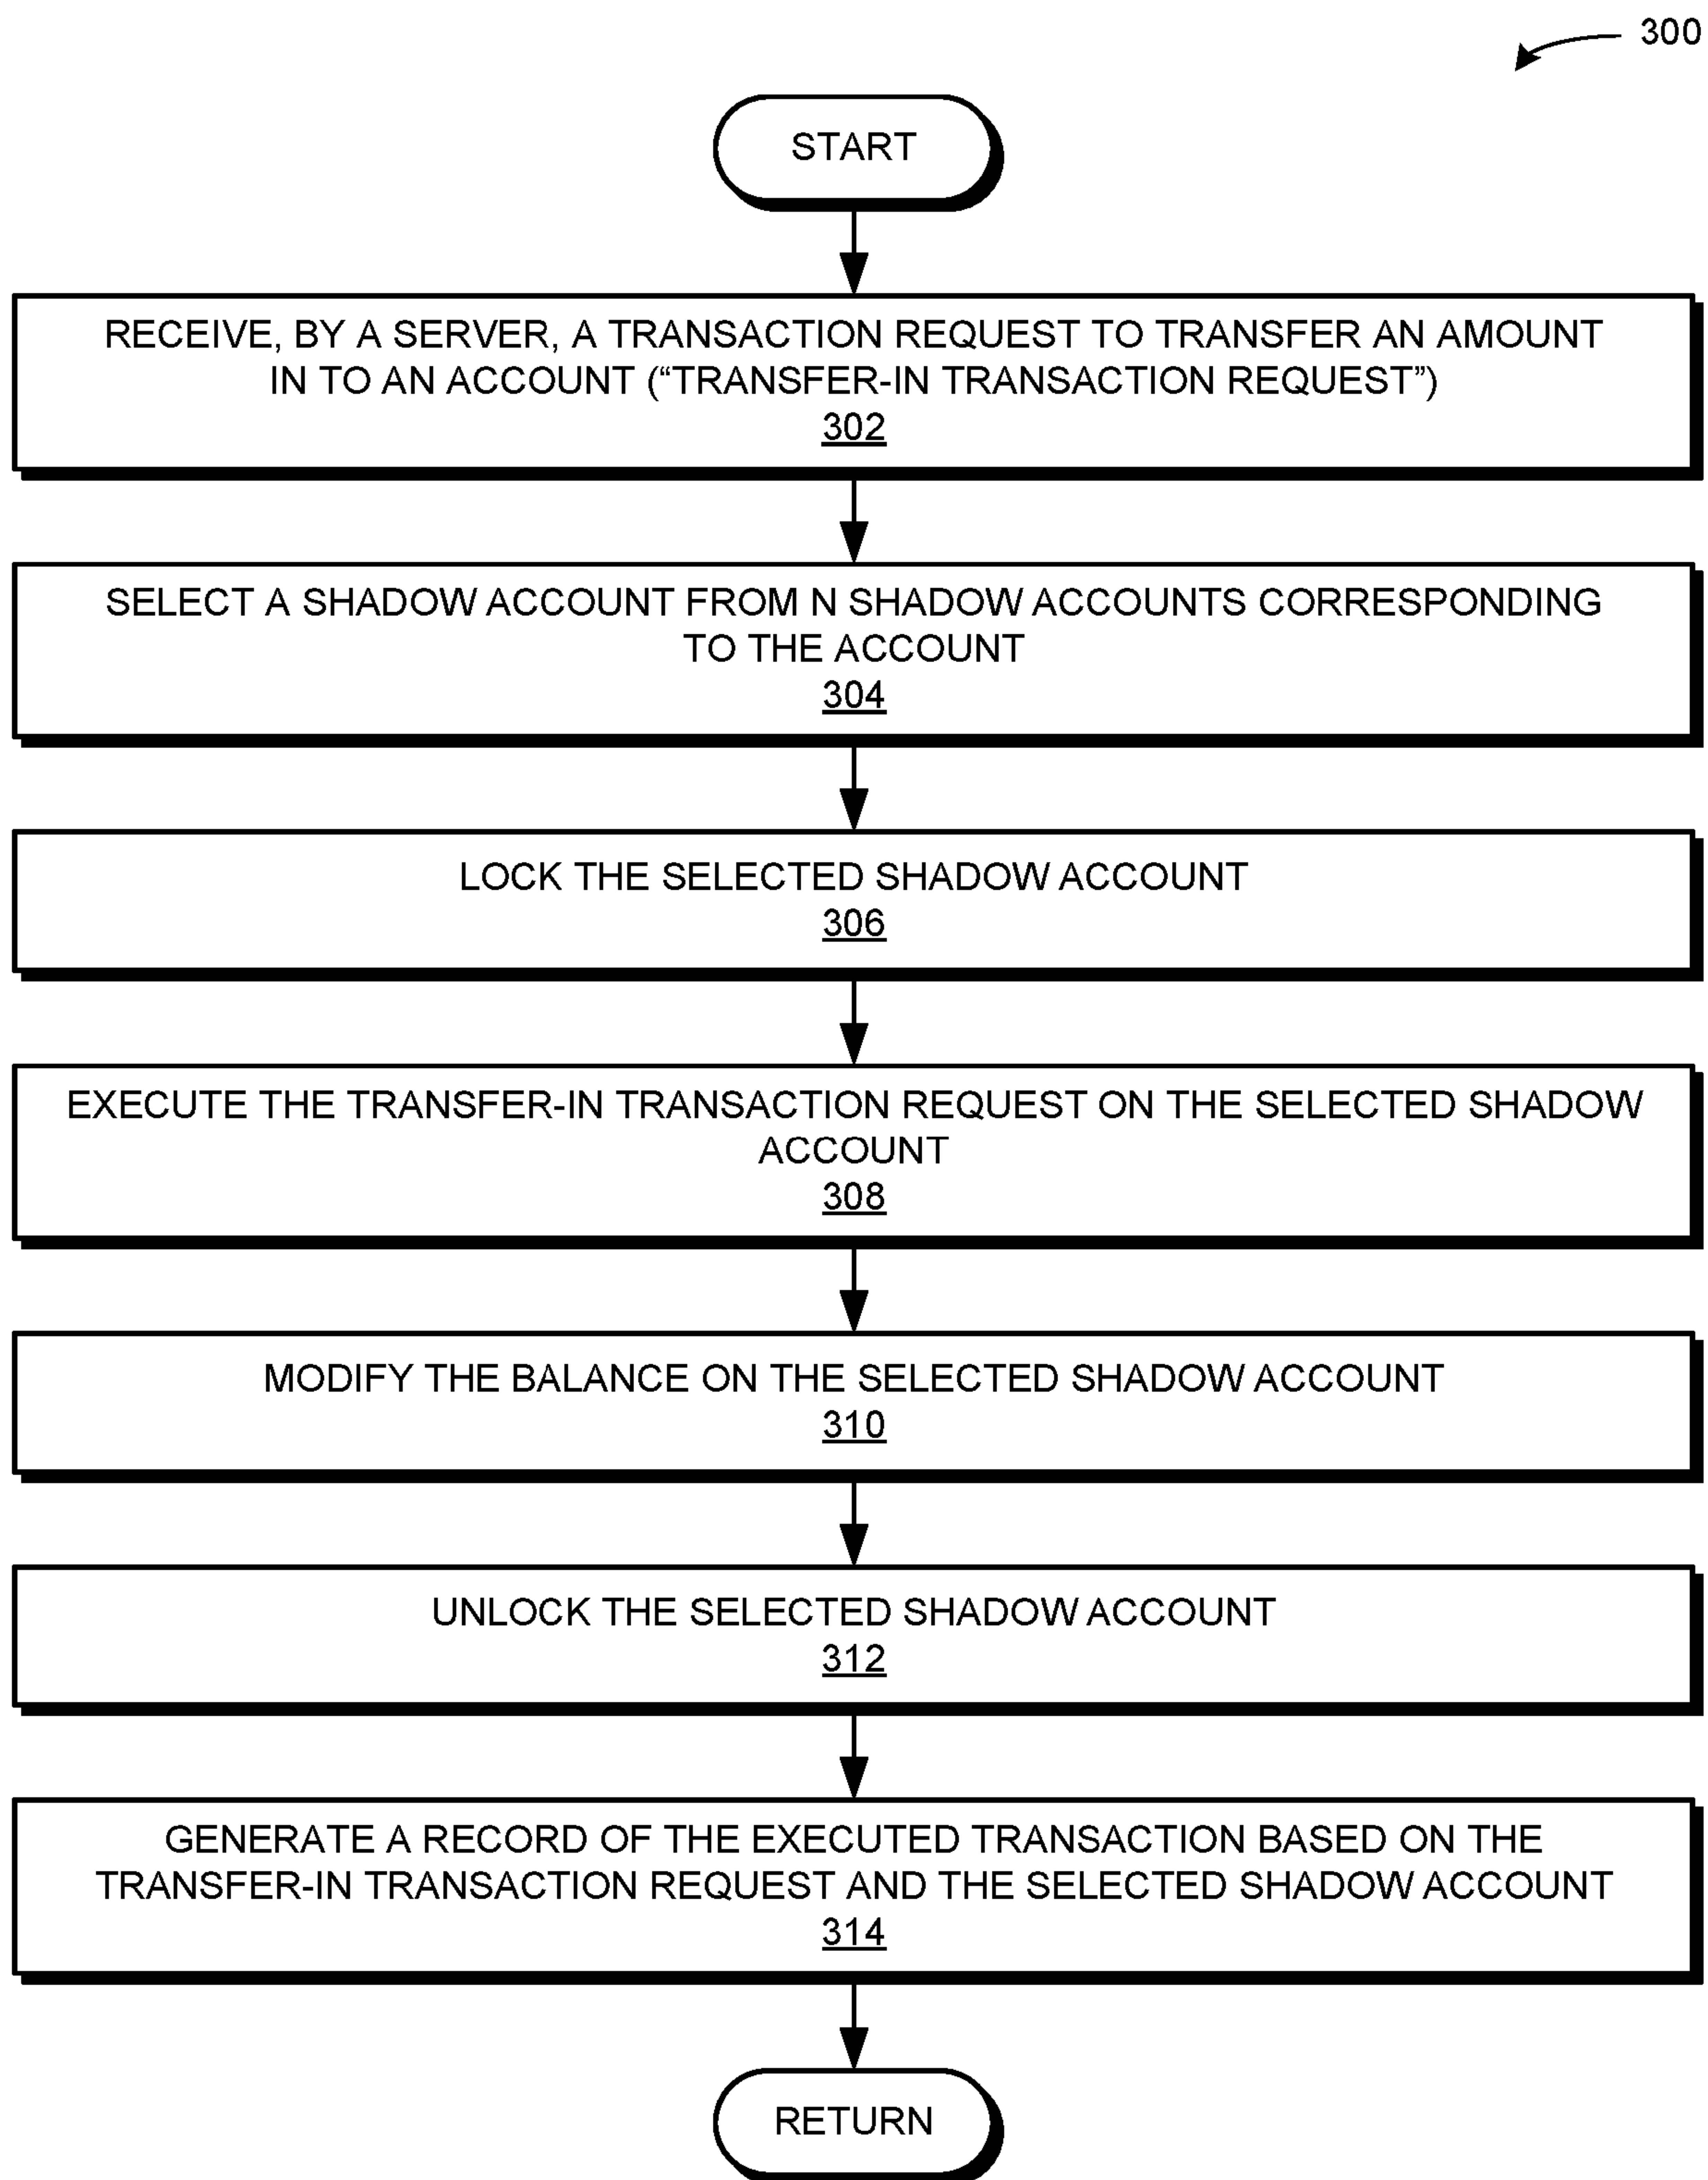 300
START
RECEIVE, BY A SERVER, A TRANSACTION REQUEST TO TRANSFER AN AMOUNT
IN TO AN ACCOUNT (“TRANSFER-IN TRANSACTION REQUEST”)
302
SELECT A SHADOW ACCOUNT FROM N SHADOW ACCOUNTS CORRESPONDING
TO THE ACCOUNT
304
LOCK THE SELECTED SHADOW ACCOUNT
306
EXECUTE THE TRANSFER-IN TRANSACTION REQUEST ON THE SELECTED SHADOW
ACCOUNT
308
MODIFY THE BALANCE ON THE SELECTED SHADOW ACCOUNT
310
UNLOCK THE SELECTED SHADOW ACCOUNT
312
GENERATE A RECORD OF THE EXECUTED TRANSACTION BASED ON THE
TRANSFER-IN TRANSACTION REQUEST AND THE SELECTED SHADOW ACCOUNT
314
RETURN